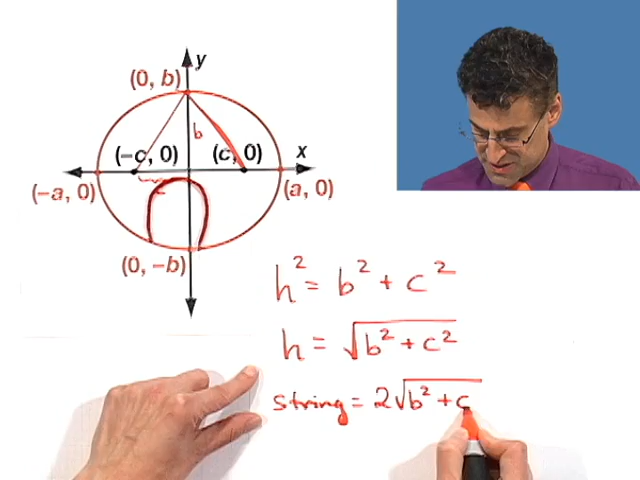 y
(0, b)
b
(-c, 0)
(c, 0)
x
(-a, 0)
(a, 0)
c
(0, -b)
h² = b² + c²
h = √b² + c²
string = 2√b² + c